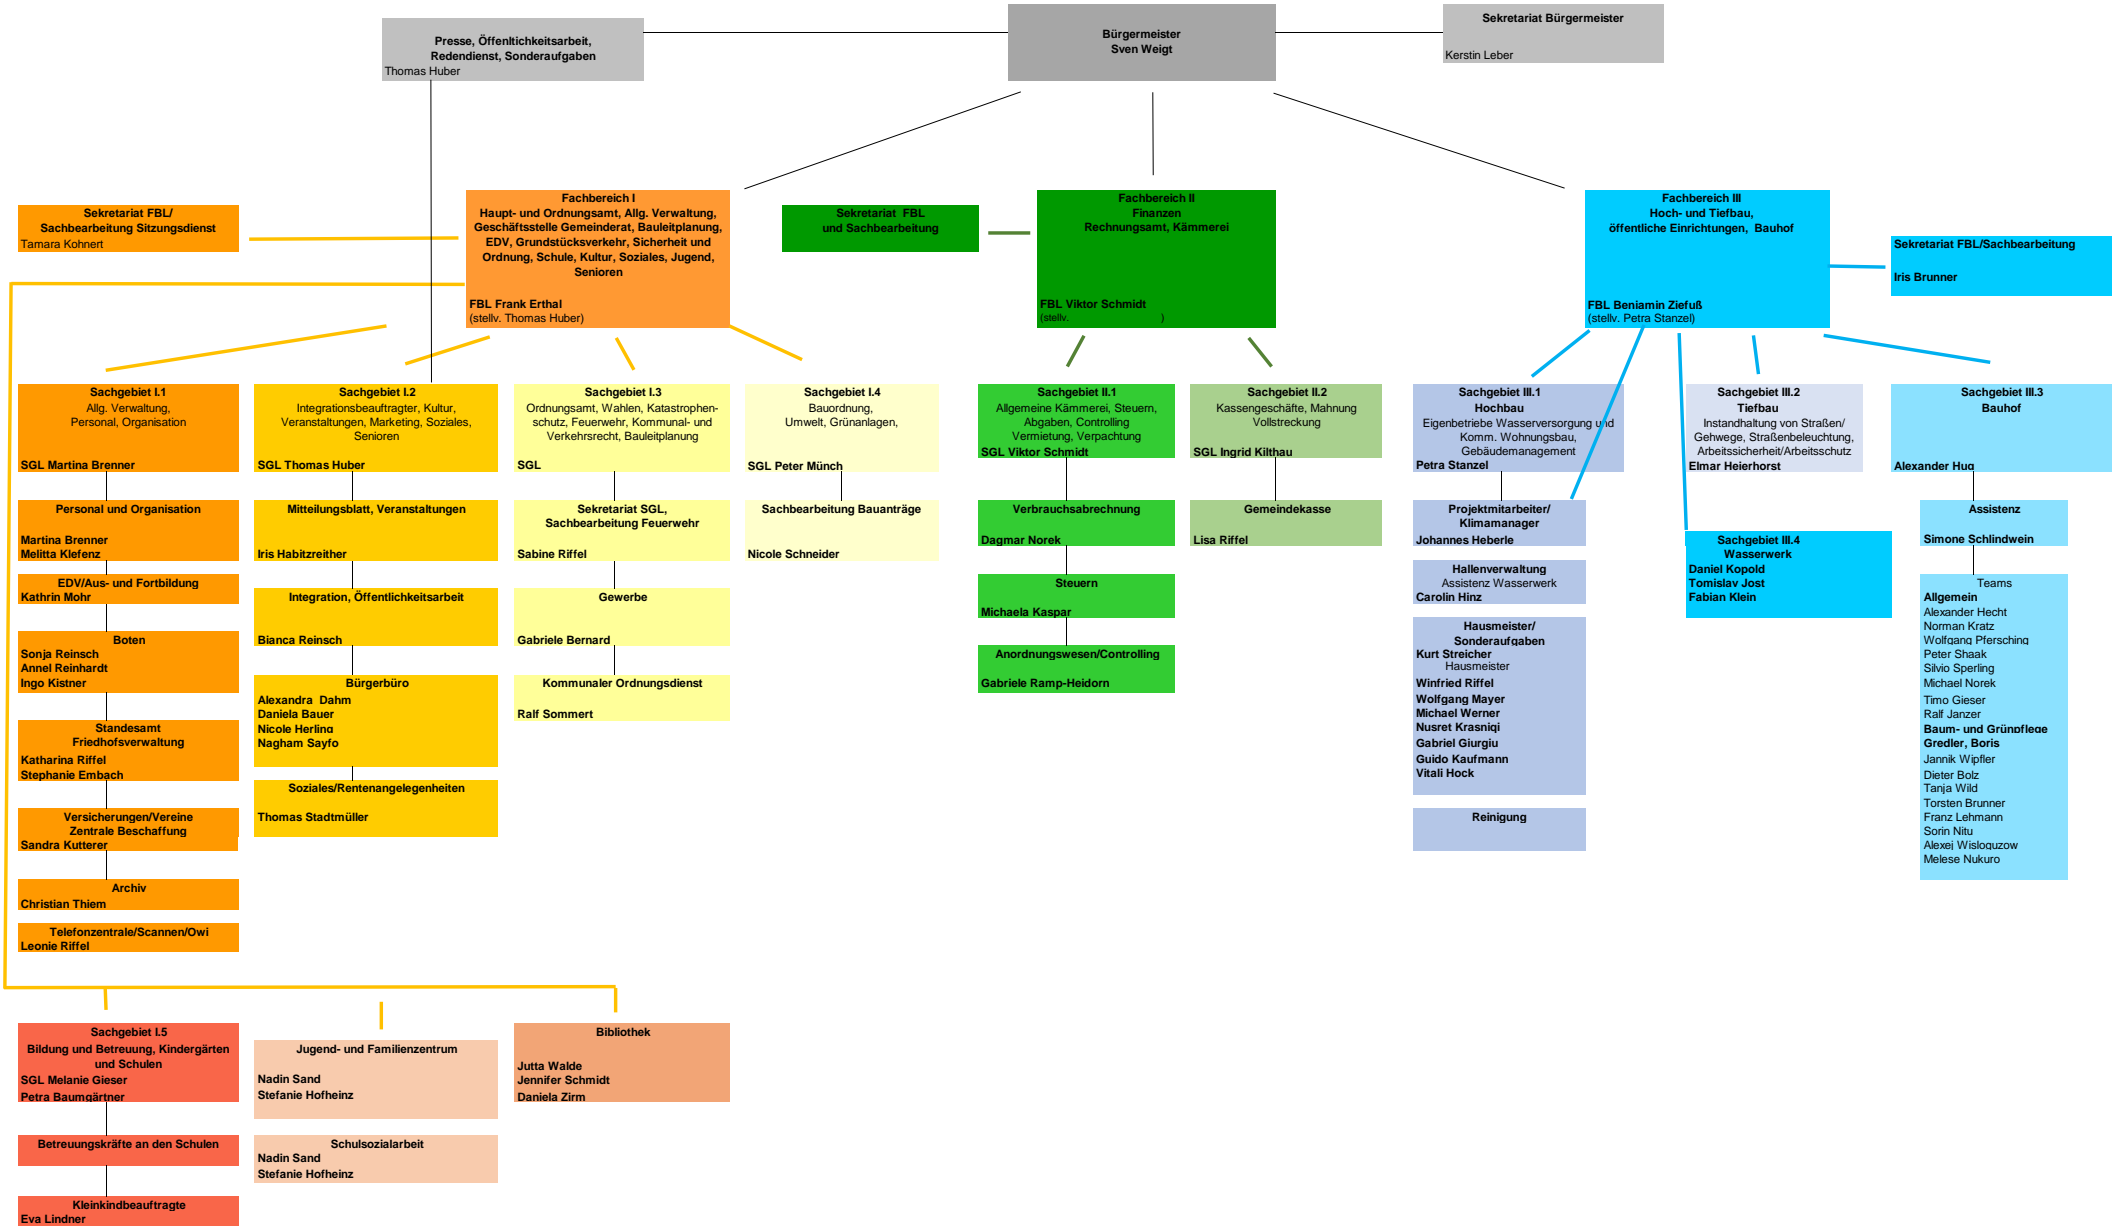 Presse, Öffenltichkeitsarbeit,
Redendienst, Sonderaufgaben
Thomas Huber
Bürgermeister
Sven Weigt
Sekretariat Bürgermeister
Kerstin Leber
Sekretariat FBL/
Sachbearbeitung Sitzungsdienst
Tamara Kohnert
Fachbereich I
Haupt- und Ordnungsamt, Allg. Verwaltung,
Geschäftsstelle Gemeinderat, Bauleitplanung,
EDV, Grundstücksverkehr, Sicherheit und
Ordnung, Schule, Kultur, Soziales, Jugend,
Senioren
FBL Frank Erthal
(stellv. Thomas Huber)
Sekretariat FBL
und Sachbearbeitung
Fachbereich II
Finanzen
Rechnungsamt, Kämmerei
FBL Viktor Schmidt
(stellv. )
Fachbereich III
Hoch- und Tiefbau,
öffentliche Einrichtungen, Bauhof
FBL Benjamin Ziefuß
(stellv. Petra Stanzel)
Sekretariat FBL/Sachbearbeitung
Iris Brunner
Sachgebiet I.1
Allg. Verwaltung,
Personal, Organisation
SGL Martina Brenner
Personal und Organisation
Martina Brenner
Melitta Klefenz
EDV/Aus- und Fortbildung
Kathrin Mohr
Boten
Sonja Reinsch
Annel Reinhardt
Ingo Kistner
Standesamt
Friedhofsverwaltung
Katharina Riffel
Stephanie Embach
Versicherungen/Vereine
Zentrale Beschaffung
Sandra Kutterer
Archiv
Christian Thiem
Telefonzentrale/Scannen/Owi
Leonie Riffel
Sachgebiet I.2
Integrationsbeauftragter, Kultur,
Veranstaltungen, Marketing, Soziales,
Senioren
SGL Thomas Huber
Mitteilungsblatt, Veranstaltungen
Iris Habitzreither
Integration, Öffentlichkeitsarbeit
Bianca Reinsch
Bürgerbüro
Alexandra Dahm
Daniela Bauer
Nicole Herling
Nagham Sayfo
Soziales/Rentenangelegenheiten
Thomas Stadtmüller
Sachgebiet I.3
Ordnungsamt, Wahlen, Katastrophen-
schutz, Feuerwehr, Kommunal- und
Verkehrsrecht, Bauleitplanung
SGL
Sekretariat SGL,
Sachbearbeitung Feuerwehr
Sabine Riffel
Gewerbe
Gabriele Bernard
Kommunaler Ordnungsdienst
Ralf Sommert
Sachgebiet I.4
Bauordnung,
Umwelt, Grünanlagen,
SGL Peter Münch
Sachbearbeitung Bauanträge
Nicole Schneider
Sachgebiet II.1
Allgemeine Kämmerei, Steuern,
Abgaben, Controlling
Vermietung, Verpachtung
SGL Viktor Schmidt
Verbrauchsabrechnung
Dagmar Norek
Steuern
Michaela Kaspar
Anordnungswesen/Controlling
Gabriele Ramp-Heidorn
Sachgebiet II.2
Kassengeschäfte, Mahnung
Vollstreckung
SGL Ingrid Kilthau
Gemeindekasse
Lisa Riffel
Sachgebiet III.1
Hochbau
Eigenbetriebe Wasserversorgung und
Komm. Wohnungsbau,
Gebäudemanagement
Petra Stanzel
Projektmitarbeiter/
Klimamanager
Johannes Heberle
Hallenverwaltung
Assistenz Wasserwerk
Carolin Hinz
Hausmeister/
Sonderaufgaben
Kurt Streicher
Hausmeister
Winfried Riffel
Wolfgang Mayer
Michael Werner
Nusret Krasniqi
Gabriel Giurgiu
Guido Kaufmann
Vitali Hock
Reinigung
Sachgebiet III.2
Tiefbau
Instandhaltung von Straßen/
Gehwege, Straßenbeleuchtung,
Arbeitssicherheit/Arbeitsschutz
Elmar Heierhorst
Sachgebiet III.4
Wasserwerk
Daniel Kopold
Tomislav Jost
Fabian Klein
Sachgebiet III.3
Bauhof
Alexander Hug
Assistenz
Simone Schlindwein
Teams
Allgemein
Alexander Hecht
Norman Kratz
Wolfgang Pfersching
Peter Shaak
Silvio Sperling
Michael Norek
Timo Gieser
Ralf Janzer
Baum- und Grünpflege
Gredler, Boris
Jannik Wipfler
Dieter Bolz
Tanja Wild
Torsten Brunner
Franz Lehmann
Sorin Nitu
Alexej Wisloguzow
Melese Nukuro
Sachgebiet I.5
Bildung und Betreuung, Kindergärten
und Schulen
SGL Melanie Gieser
Petra Baumgärtner
Betreuungskräfte an den Schulen
Kleinkindbeauftragte
Eva Lindner
Jugend- und Familienzentrum
Nadin Sand
Stefanie Hofheinz
Schulsozialarbeit
Nadin Sand
Stefanie Hofheinz
Bibliothek
Jutta Walde
Jennifer Schmidt
Daniela Zirm